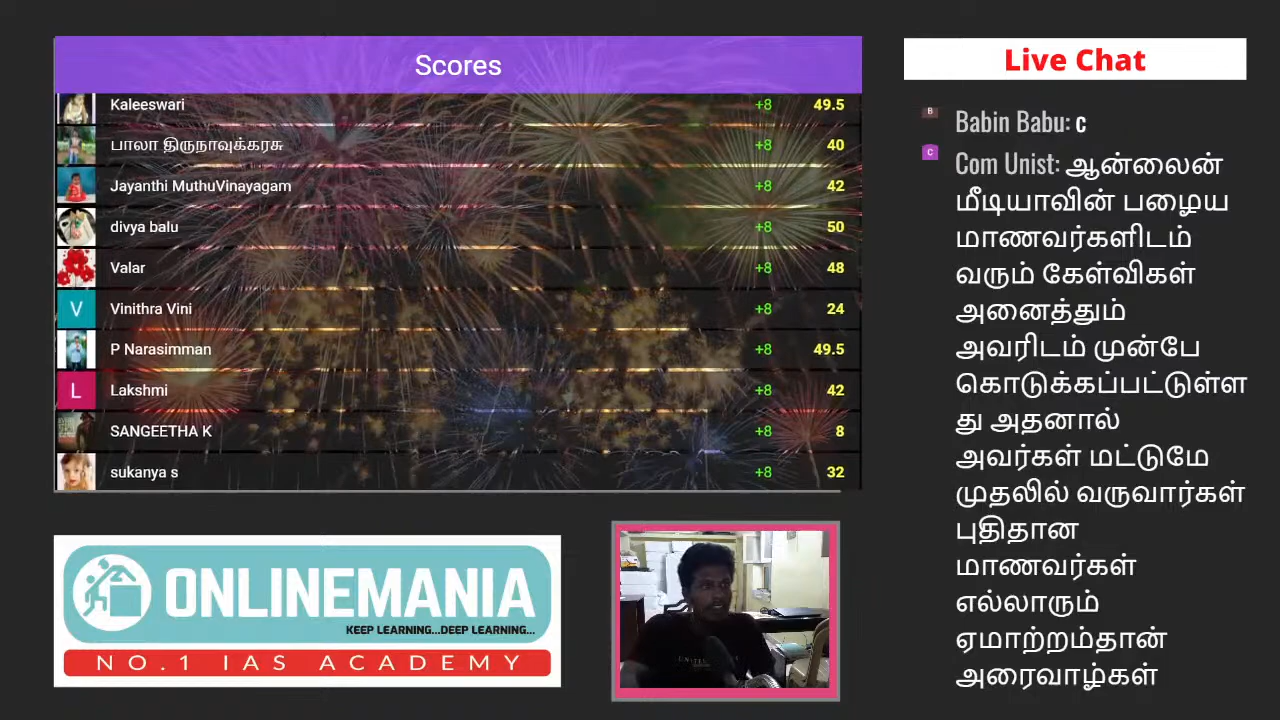 Scores
Kaleeswari +8 49.5
பாலா திருநாவுக்கரசு +8 40
Jayanthi MuthuVinayagam +8 42
divya balu +8 50
Valar +8 48
V Vinithra Vini +8 24
P Narasimman +8 49.5
L Lakshmi +8 42
SANGEETHA K +8 8
sukanya s +8 32
ONLINEMANIA
KEEP LEARNING...DEEP LEARNING...
NO.1 IAS ACADEMY
UNITED
Live Chat
B Babin Babu: c
C Com Unist: ஆன்லைன்
மீடியாவின் பழைய
மாணவர்களிடம்
வரும் கேள்விகள்
அனைத்தும்
அவரிடம் முன்பே
கொடுக்கப்பட்டுள்ள
து அதனால்
அவர்கள் மட்டுமே
முதலில் வருவார்கள்
புதிதான
மாணவர்கள்
எல்லாரும்
ஏமாற்றம்தான்
அரைவாழ்கள்